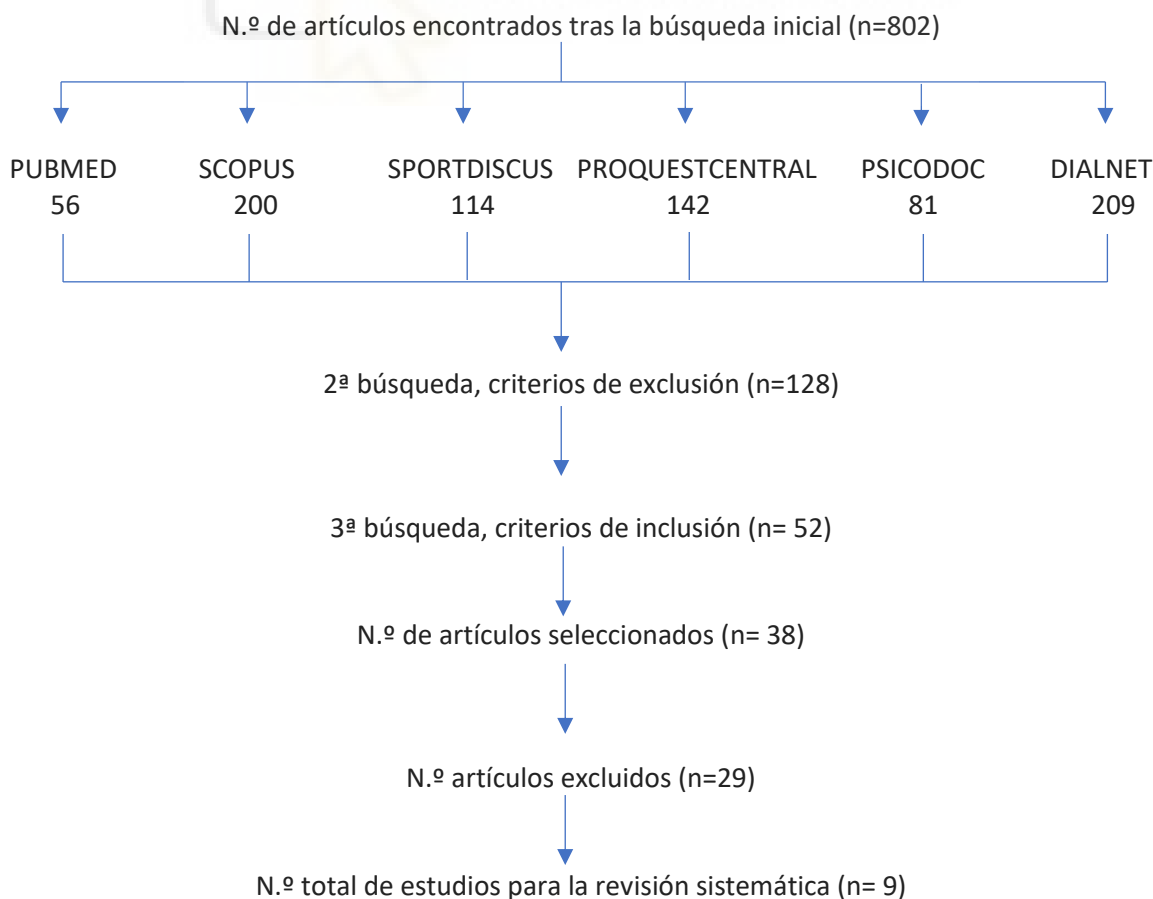 N.º de artículos encontrados tras la búsqueda inicial (n=802)
PUBMED SCOPUS SPORTDISCUS PROQUESTCENTRAL PSICODOC DIALNET
56 200 114 142 81 209
2ª búsqueda, criterios de exclusión (n=128)
3ª búsqueda, criterios de inclusión (n= 52)
N.º de artículos seleccionados (n= 38)
N.º artículos excluidos (n=29)
N.º total de estudios para la revisión sistemática (n= 9)